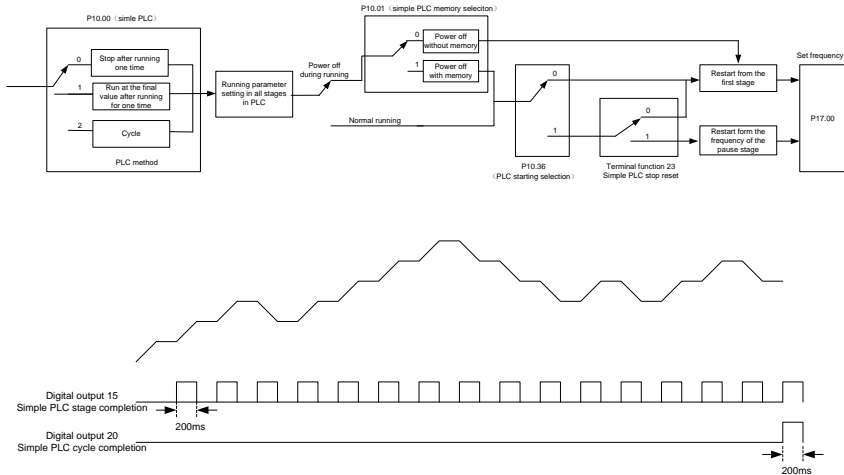 P10.00（simle PLC）
0
Stop after running
one time
1
Run at the final
value after running
for one time
2
Cycle
PLC method
Running parameter
setting in all stages
in PLC
Power off
during running
P10.01（simple PLC memory seleciton）
0
Power off
without memory
1
Power off
with memory
Normal running
0
1
P10.36
（PLC starting selection）
0
1
Terminal function 23
Simple PLC stop reset
Restart from the
first stage
Restart form the
frequency of the
pause stage
Set frequency
P17.00
Digital output 15
Simple PLC stage completion
200ms
Digital output 20
Simple PLC cycle completion
200ms